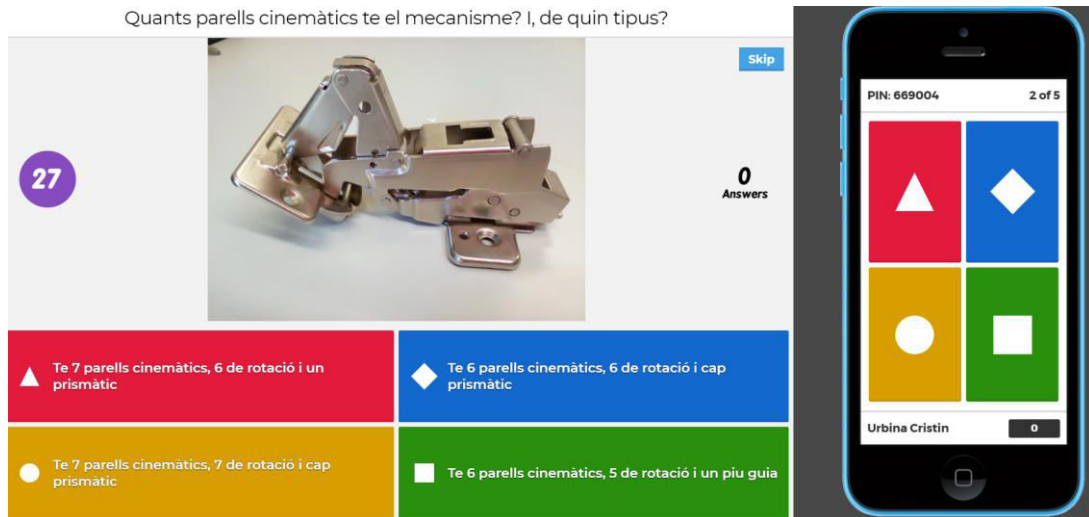 Quants parells cinemàtics te el mecanisme? I, de quin tipus?
Skip
27
0
Answers
Te 7 parells cinemàtics, 6 de rotació i un
prismàtic
Te 6 parells cinemàtics, 6 de rotació i cap
prismàtic
Te 7 parells cinemàtics, 7 de rotació i cap
prismàtic
Te 6 parells cinemàtics, 5 de rotació i un piu guia
PIN: 669004
2 of 5
Urbina Cristin
0